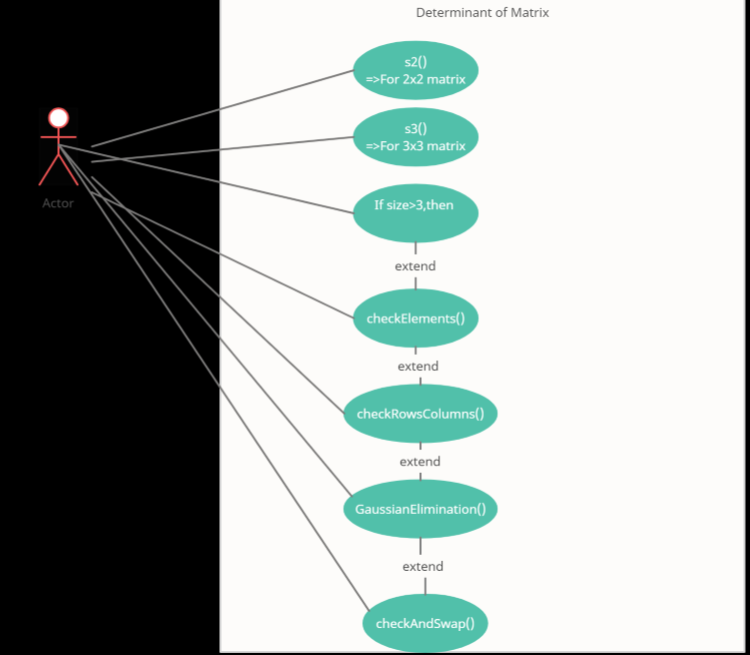 Determinant of Matrix
s2()
=>For 2x2 matrix
s3()
=>For 3x3 matrix
Actor
If size>3,then
extend
checkElements()
extend
checkRowsColumns()
extend
GaussianElimination()
extend
checkAndSwap()